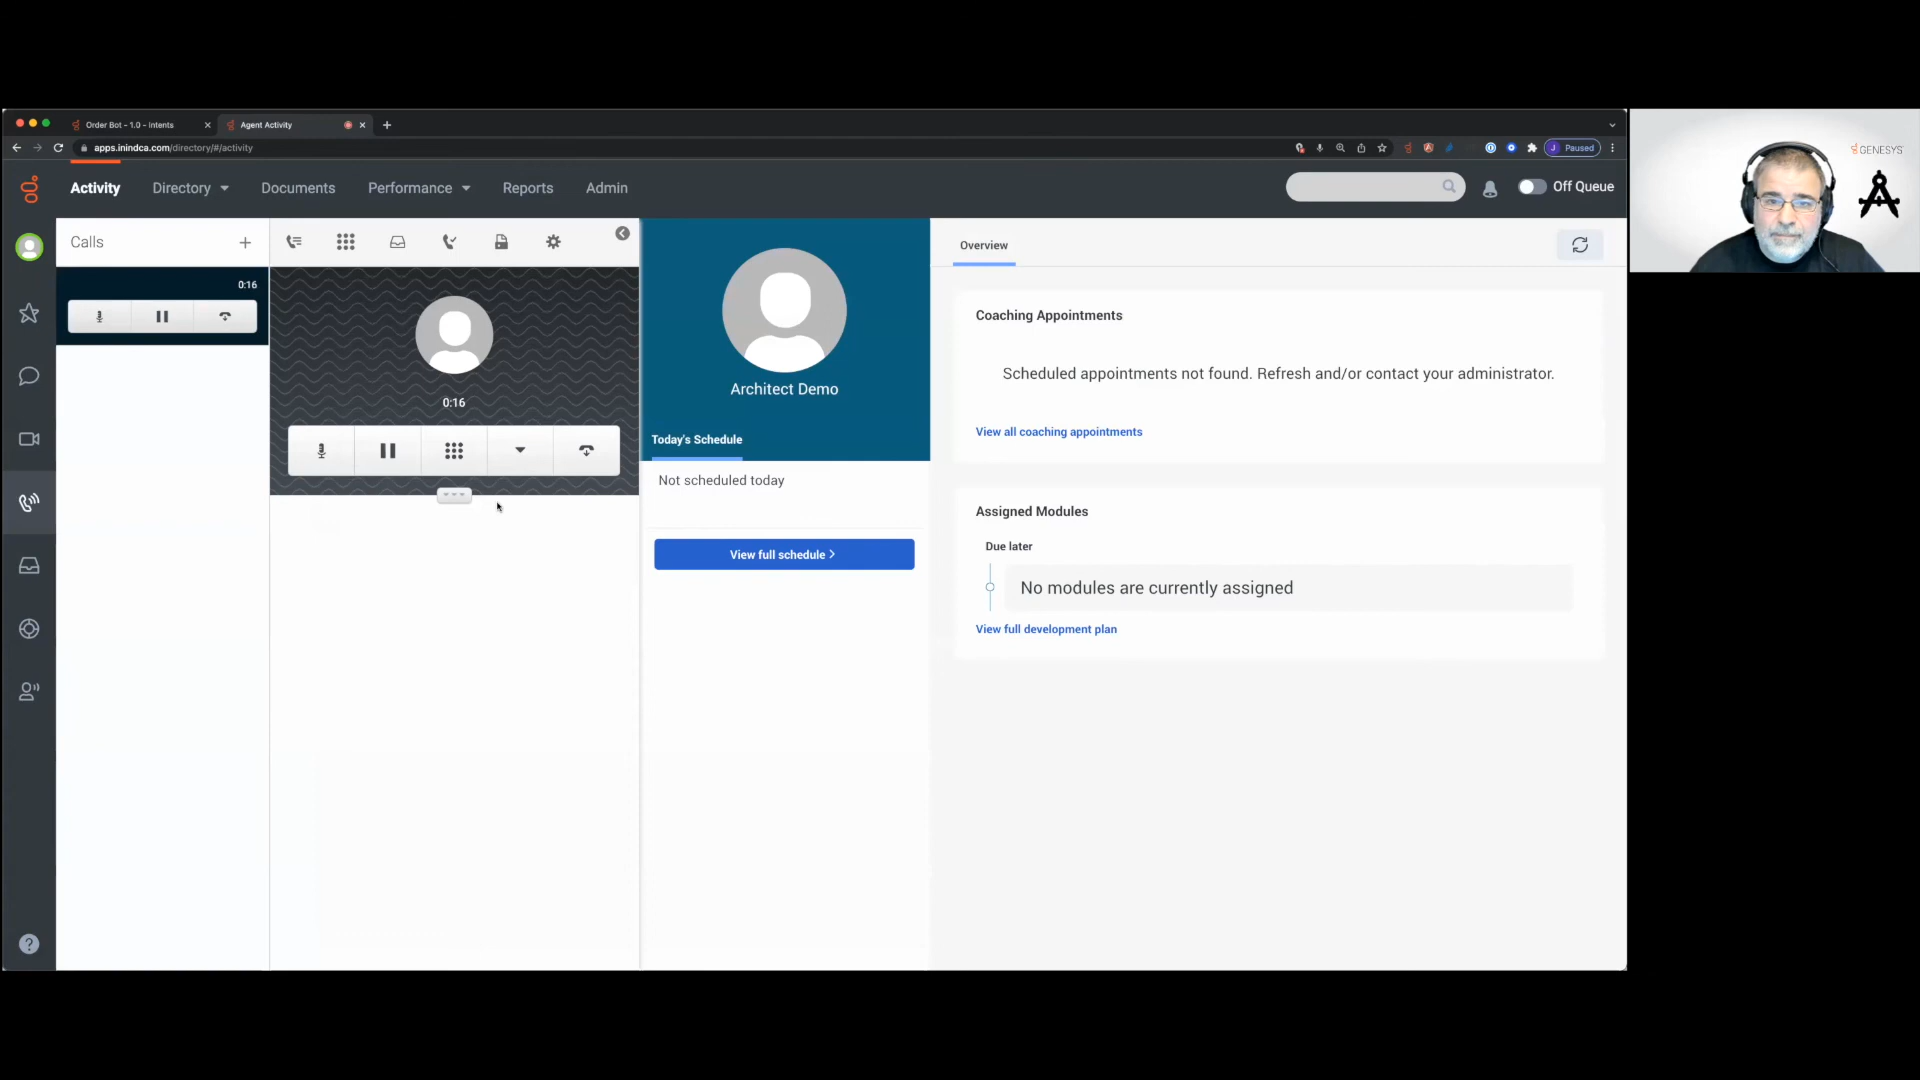 Order Bot - 1.0 - Intents
Agent Activity
apps.inindca.com/directory/#/activity
J Paused
GENESYS
Activity
Directory
Documents
Performance
Reports
Admin
Off Queue
Calls
0:16
0:16
Architect Demo
Today's Schedule
Not scheduled today
View full schedule
Overview
Coaching Appointments
Scheduled appointments not found. Refresh and/or contact your administrator.
View all coaching appointments
Assigned Modules
Due later
No modules are currently assigned
View full development plan